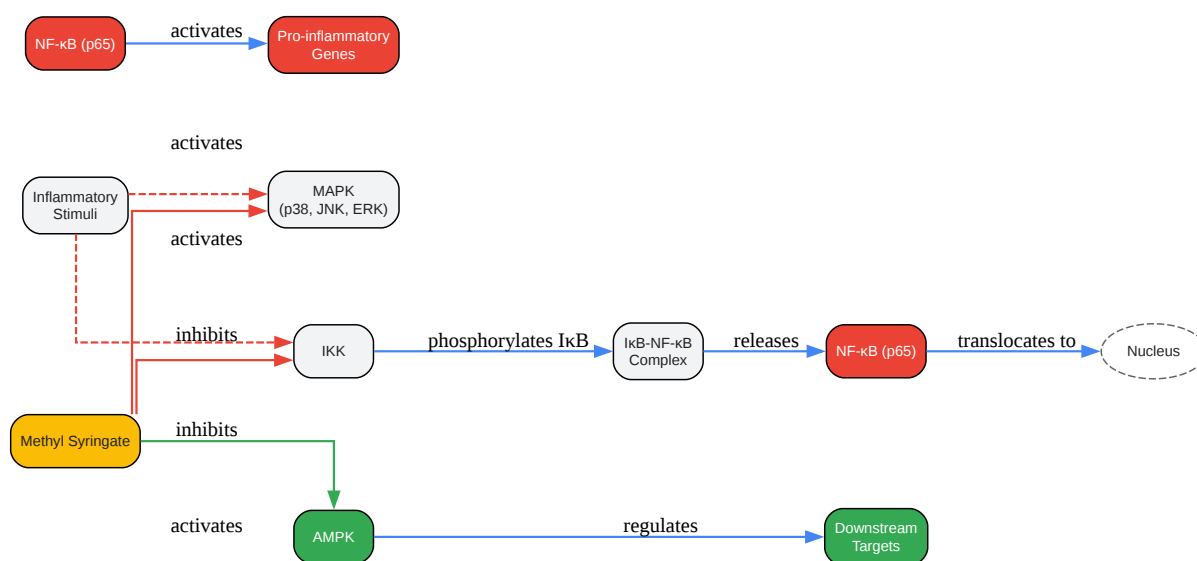 activates
NF-κB (p65)
Pro-inflammatory
Genes
activates
Inflammatory
Stimuli
MAPK
(p38, JNK, ERK)
activates
inhibits
IKK
phosphorylates IκB
IκB-NF-κB
Complex
releases
NF-κB (p65)
translocates to
Nucleus
Methyl Syringate
inhibits
activates
AMPK
regulates
Downstream
Targets